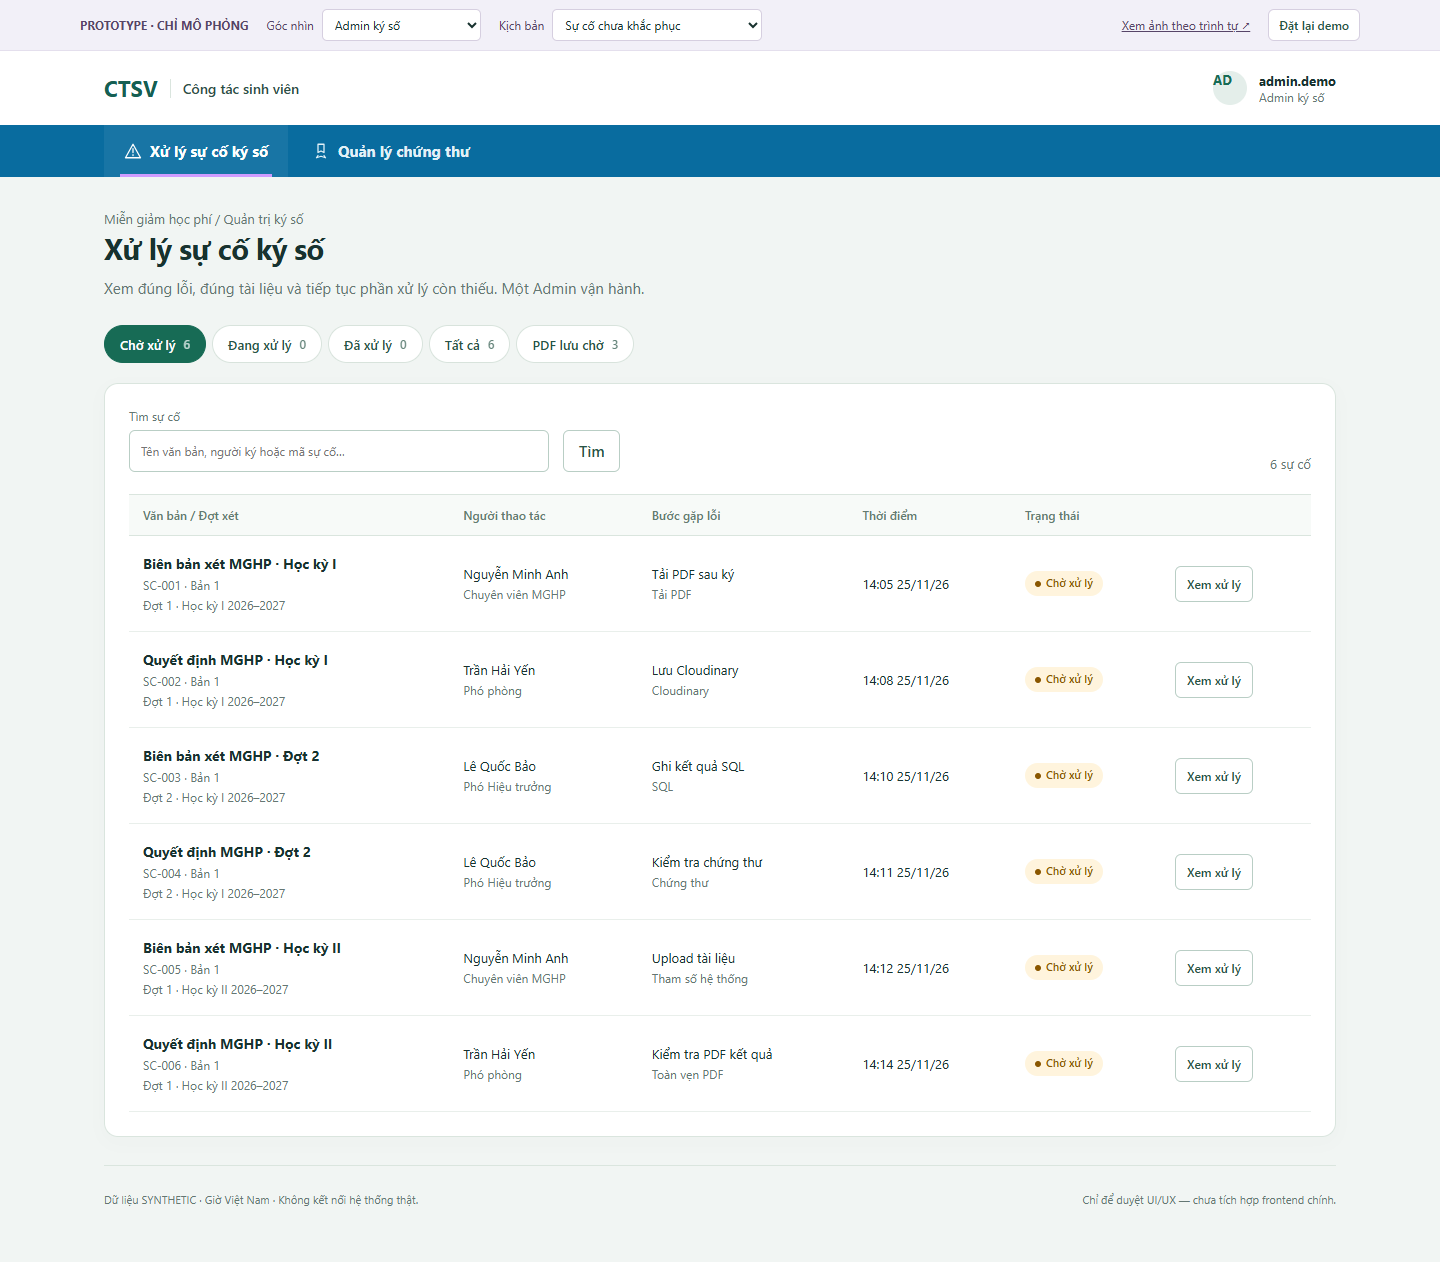 PROTOTYPE · CHỈ MÔ PHỎNG
Góc nhìn
Admin ký số
Kịch bản
Sự cố chưa khắc phục
Xem ảnh theo trình tự ↗
Đặt lại demo
CTSV
Công tác sinh viên
AD
admin.demo
Admin ký số
Xử lý sự cố ký số
Quản lý chứng thư
Miễn giảm học phí / Quản trị ký số
Xử lý sự cố ký số
Xem đúng lỗi, đúng tài liệu và tiếp tục phần xử lý còn thiếu. Một Admin vận hành.
Chờ xử lý 6
Đang xử lý 0
Đã xử lý 0
Tất cả 6
PDF lưu chờ 3
Tìm sự cố
Tên văn bản, người ký hoặc mã sự cố...
Tìm
6 sự cố
Văn bản / Đợt xét
Người thao tác
Bước gặp lỗi
Thời điểm
Trạng thái
Biên bản xét MGHP · Học kỳ I
SC-001 · Bản 1
Đợt 1 · Học kỳ I 2026–2027
Nguyễn Minh Anh
Chuyên viên MGHP
Tải PDF sau ký
Tải PDF
14:05 25/11/26
Chờ xử lý
Xem xử lý
Quyết định MGHP · Học kỳ I
SC-002 · Bản 1
Đợt 1 · Học kỳ I 2026–2027
Trần Hải Yến
Phó phòng
Lưu Cloudinary
Cloudinary
14:08 25/11/26
Chờ xử lý
Xem xử lý
Biên bản xét MGHP · Đợt 2
SC-003 · Bản 1
Đợt 2 · Học kỳ I 2026–2027
Lê Quốc Bảo
Phó Hiệu trưởng
Ghi kết quả SQL
SQL
14:10 25/11/26
Chờ xử lý
Xem xử lý
Quyết định MGHP · Đợt 2
SC-004 · Bản 1
Đợt 2 · Học kỳ I 2026–2027
Lê Quốc Bảo
Phó Hiệu trưởng
Kiểm tra chứng thư
Chứng thư
14:11 25/11/26
Chờ xử lý
Xem xử lý
Biên bản xét MGHP · Học kỳ II
SC-005 · Bản 1
Đợt 1 · Học kỳ II 2026–2027
Nguyễn Minh Anh
Chuyên viên MGHP
Upload tài liệu
Tham số hệ thống
14:12 25/11/26
Chờ xử lý
Xem xử lý
Quyết định MGHP · Học kỳ II
SC-006 · Bản 1
Đợt 1 · Học kỳ II 2026–2027
Trần Hải Yến
Phó phòng
Kiểm tra PDF kết quả
Toàn vẹn PDF
14:14 25/11/26
Chờ xử lý
Xem xử lý
Dữ liệu SYNTHETIC · Giờ Việt Nam · Không kết nối hệ thống thật.
Chỉ để duyệt UI/UX — chưa tích hợp frontend chính.